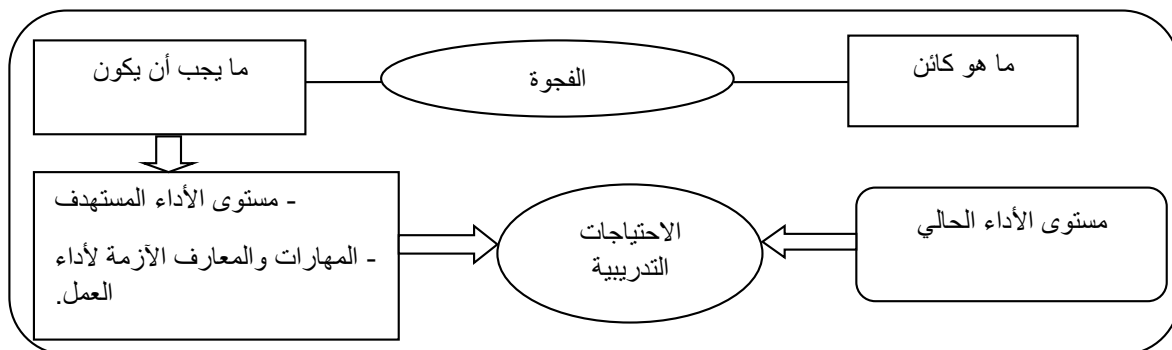 ما هو كائن
الفجوة
ما يجب أن يكون
مستوى الأداء الحالي
الاحتياجات
التدريبية
- مستوى الأداء المستهدف
- المهارات والمعارف الآزمة لأداء
العمل.